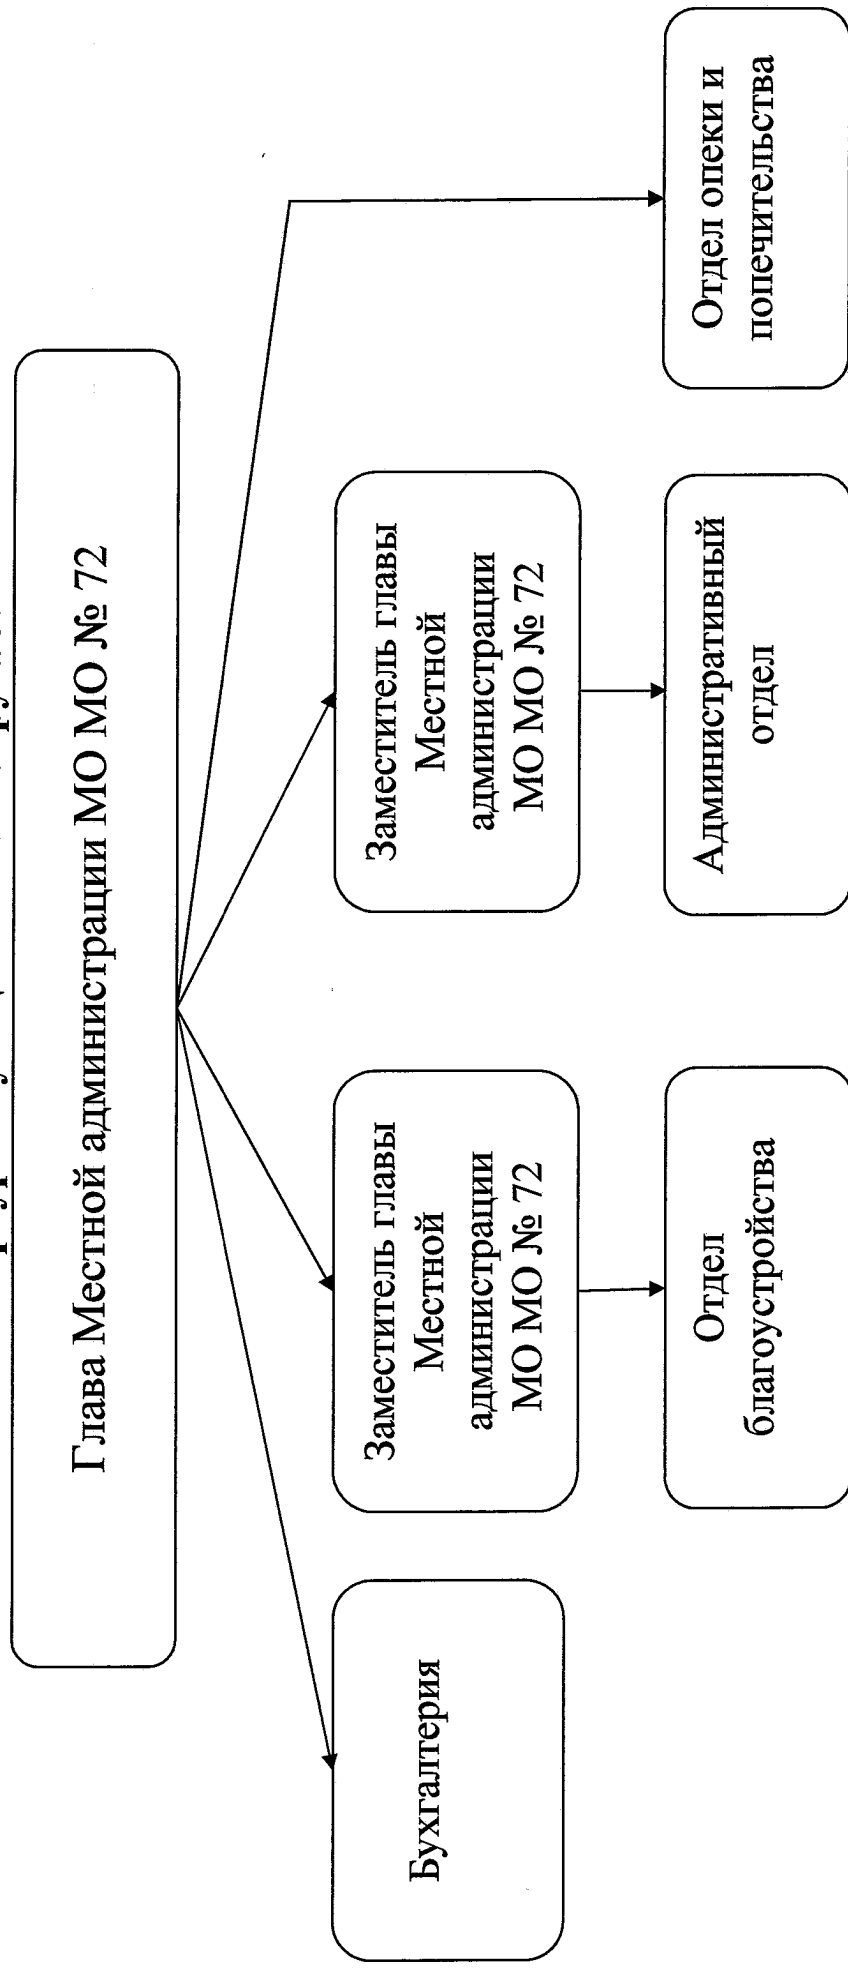 Глава Местной администрации МО МО № 72
Бухгалтерия
Заместитель главы
Местной
администрации
МО МО № 72
Заместитель главы
Местной
администрации
МО МО № 72
Отдел
благоустройства
Административный
отдел
Отдел опеки и
попечительства